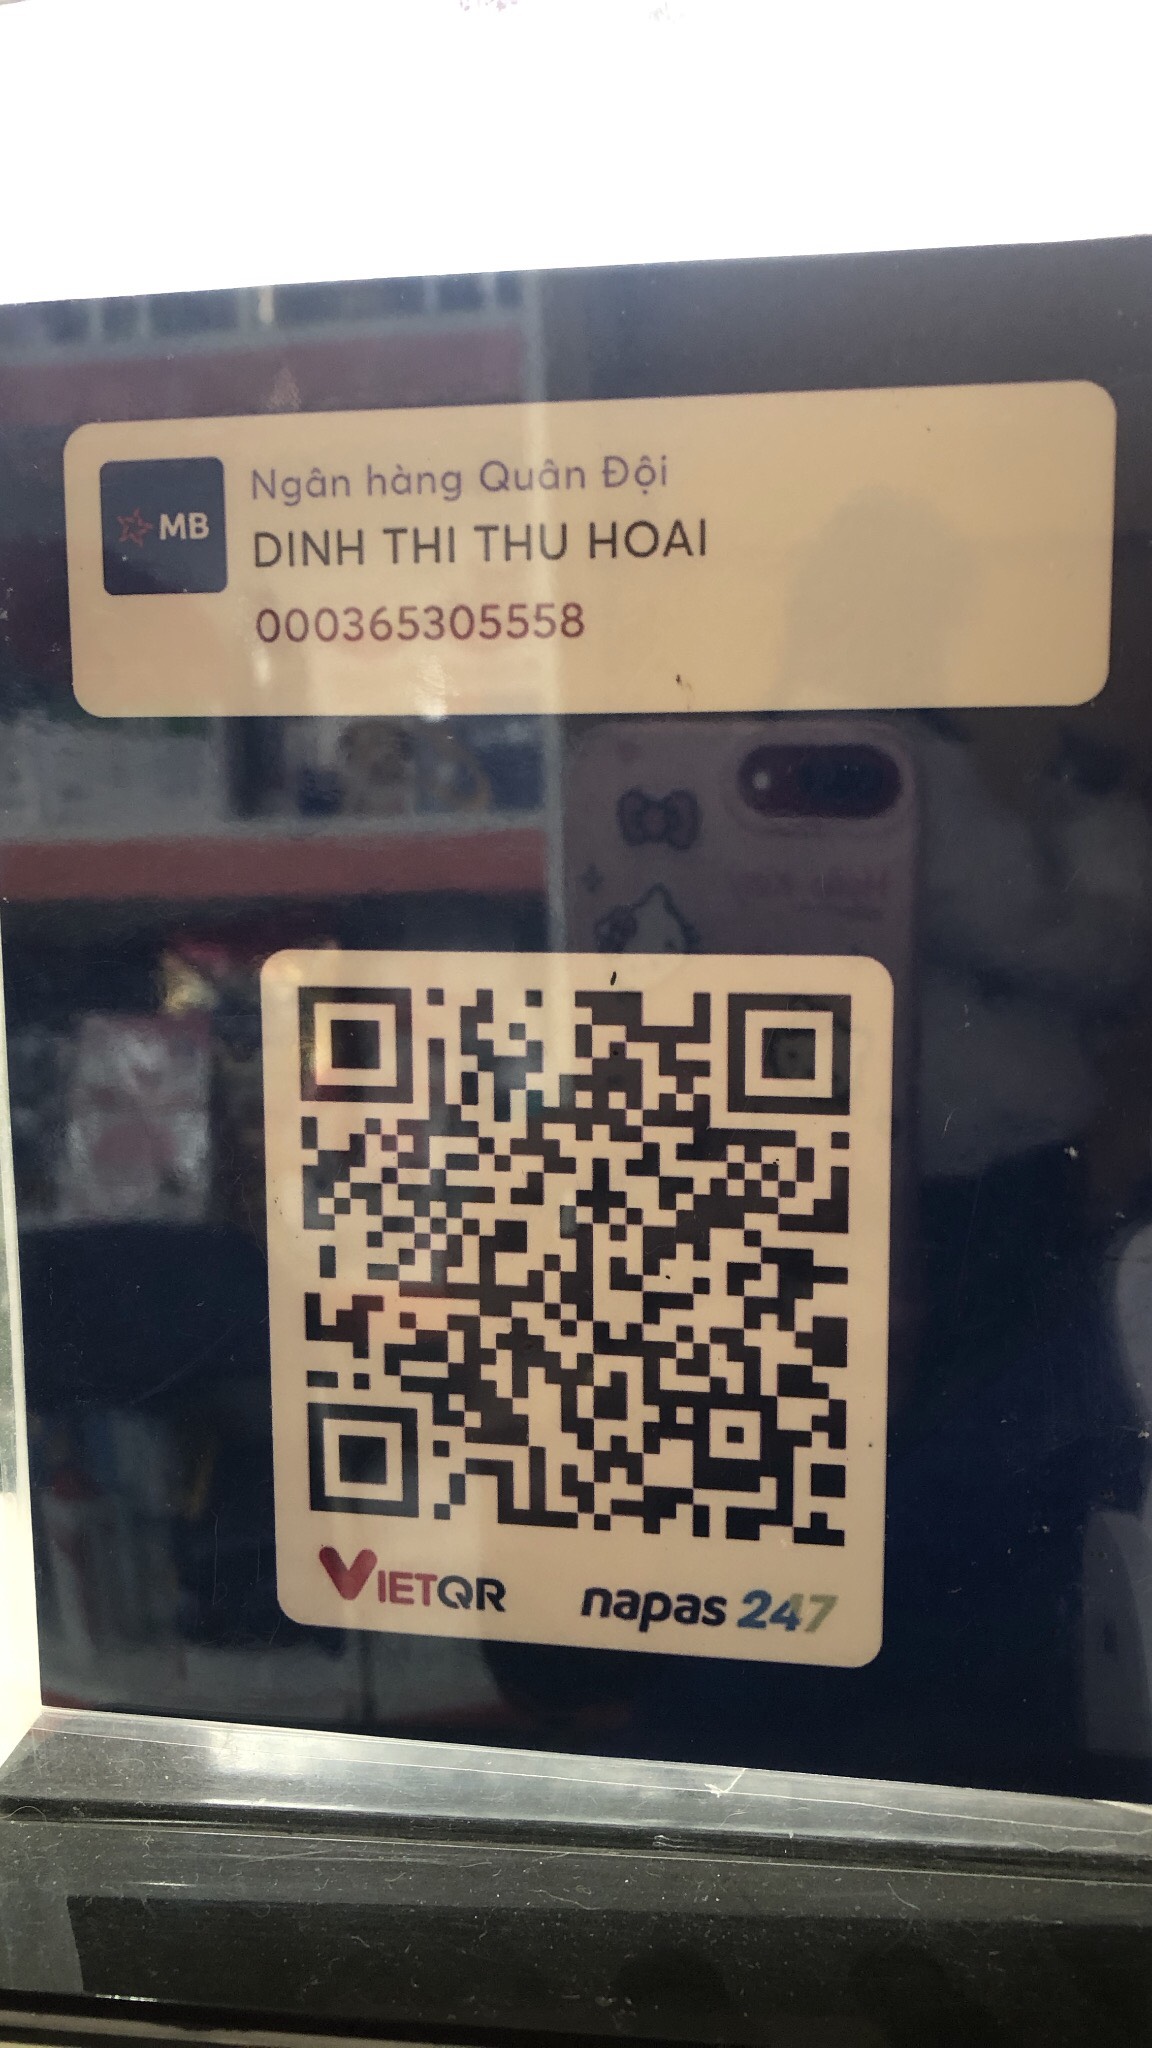 MB
Ngân hàng Quân Đội
DINH THI THU HOAI
000365305558
VIETQR
napas 247